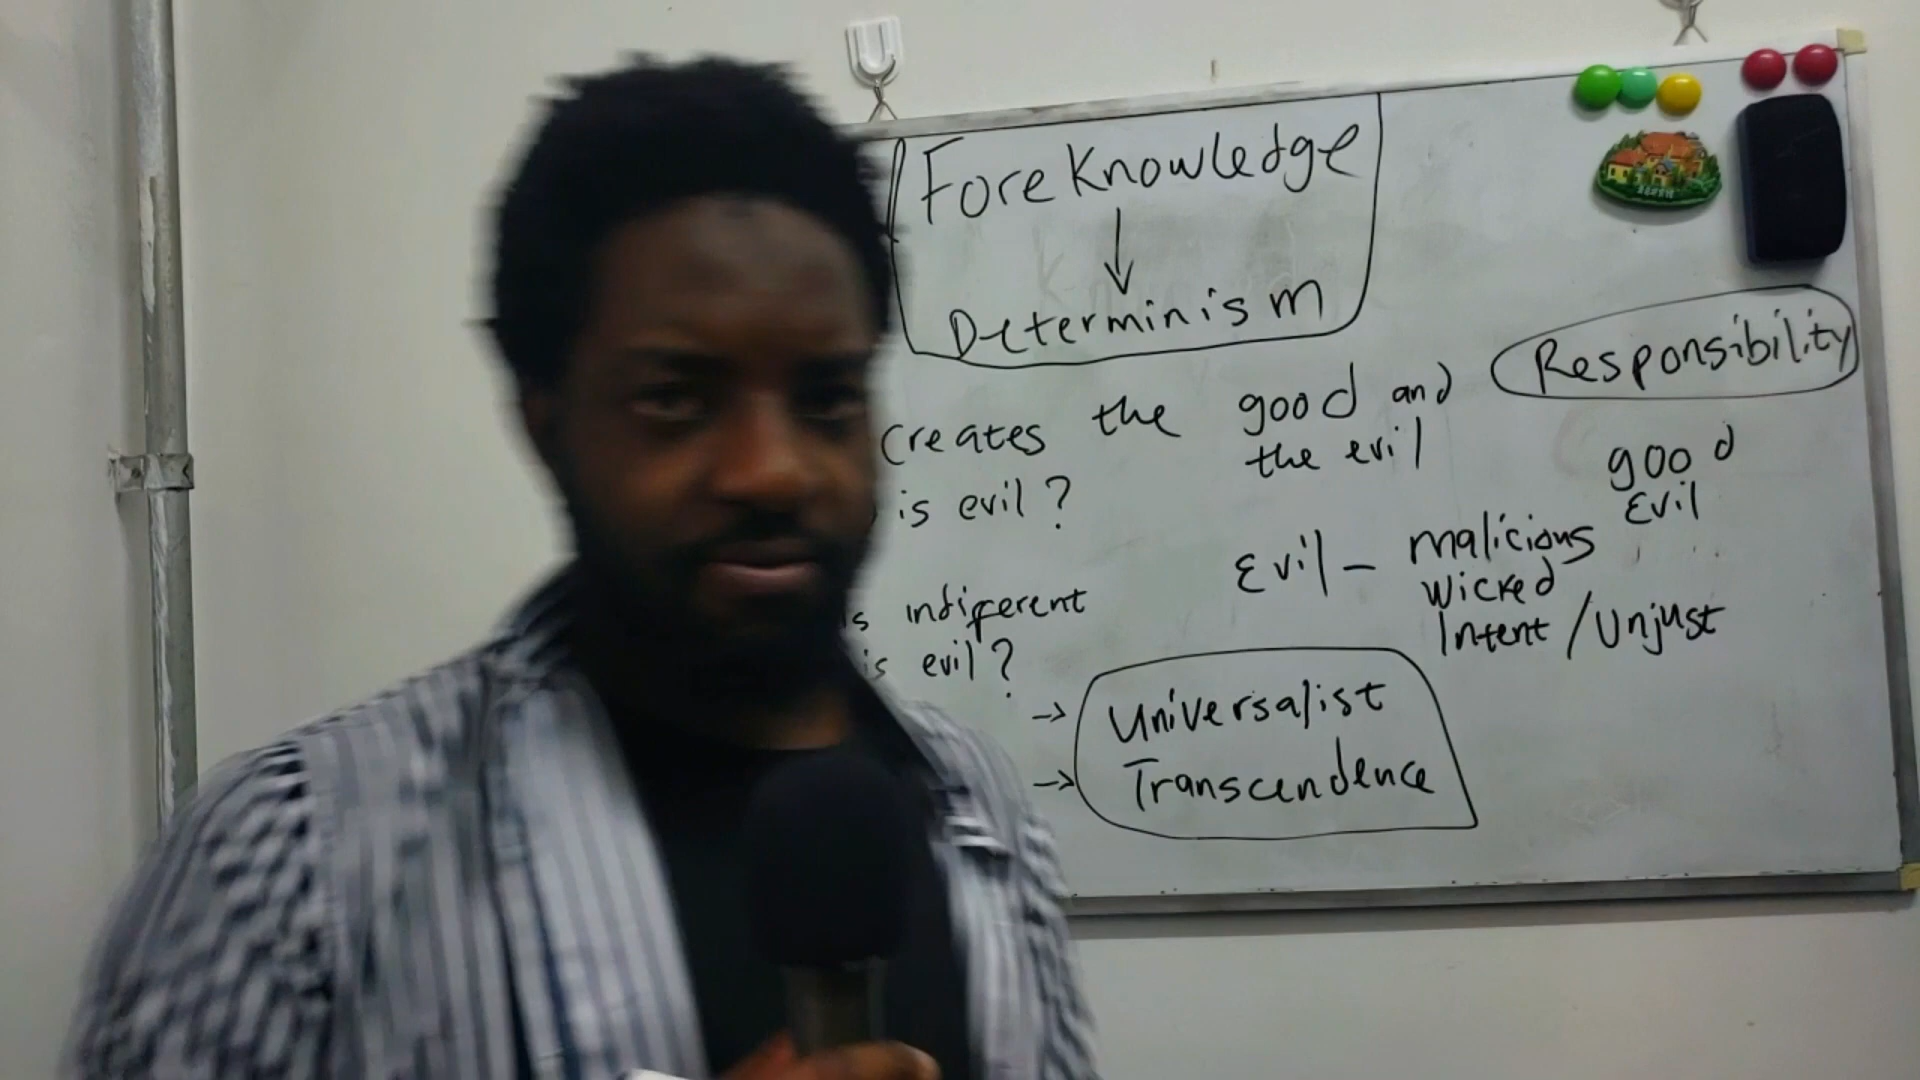 ForeKnowledge
↓
Determinism
Responsibility
creates the good and
the evil
is evil?
good
Evil
Evil - malicious
wicked
Intent / Unjust
is indifferent
is evil?
→ Universalist
→ Transcendence